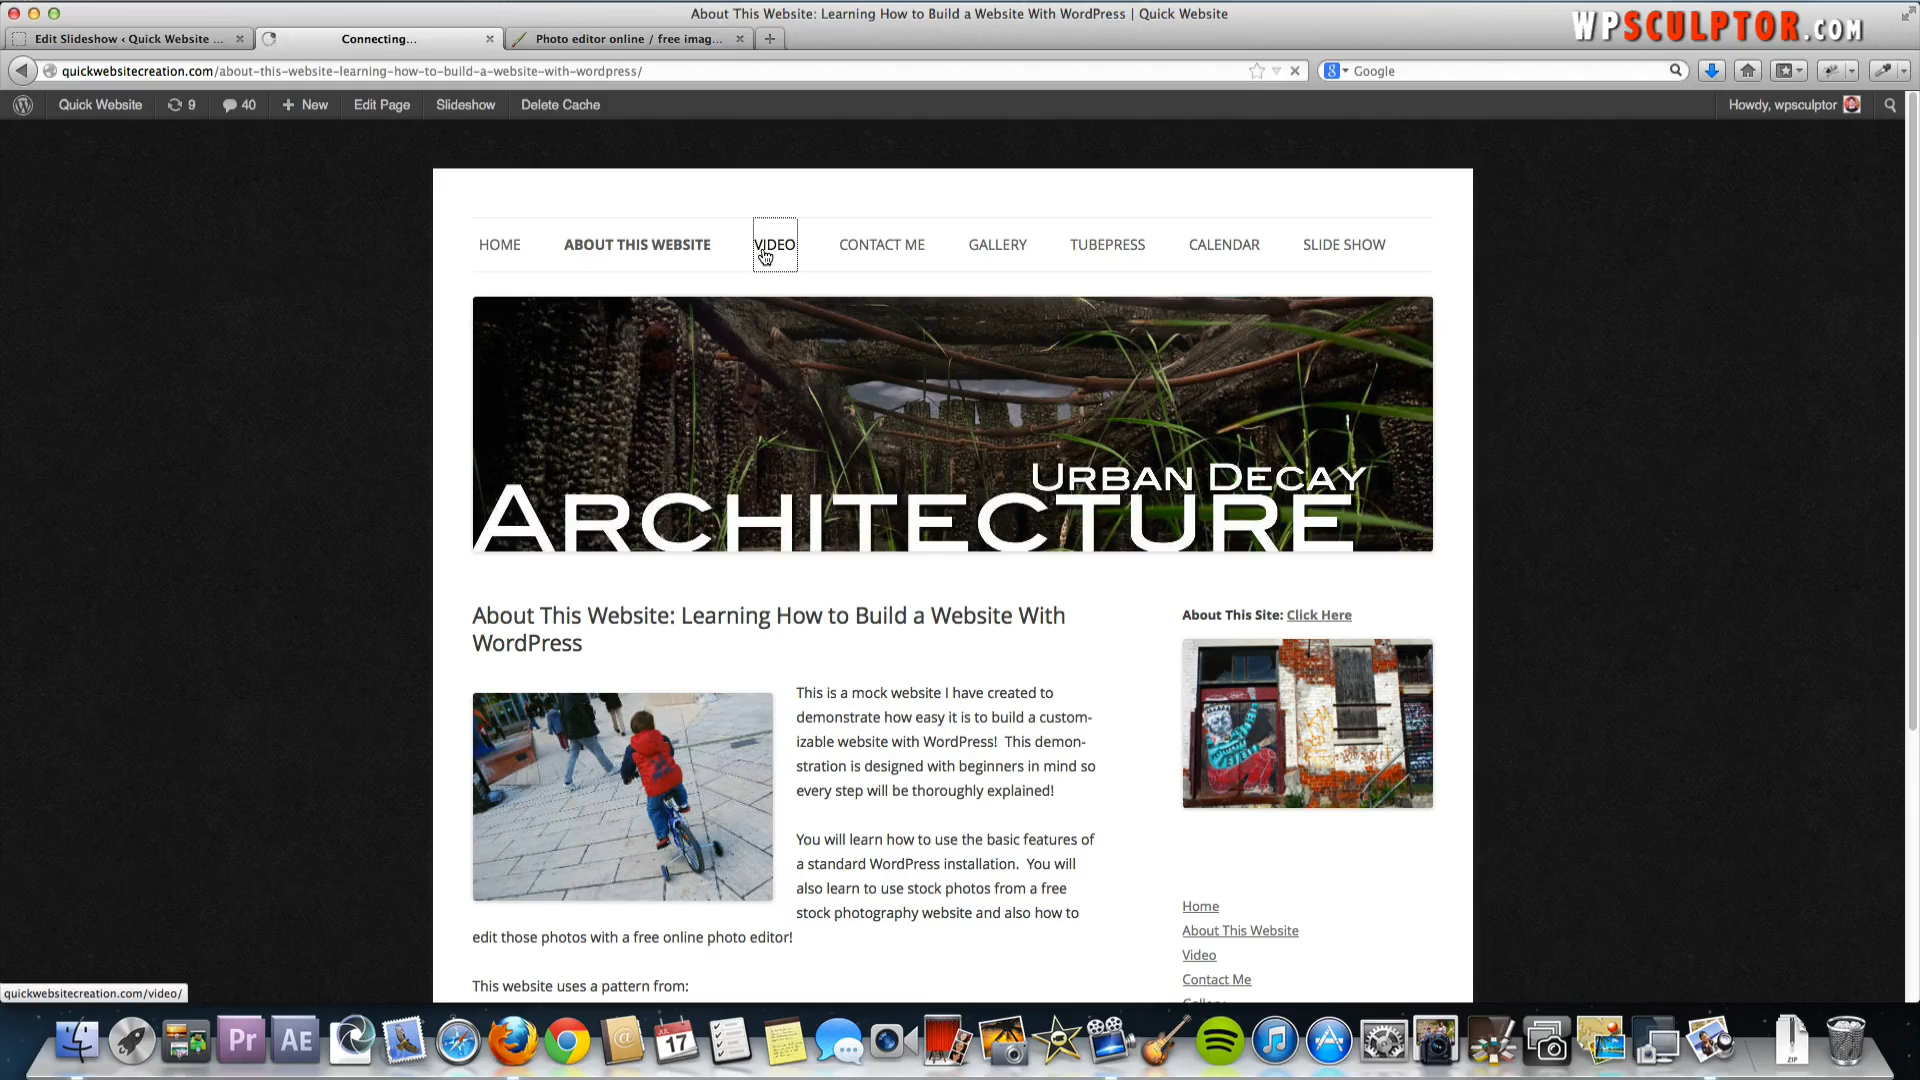 About This Website: Learning How to Build a Website With WordPress | Quick Website
WPSCULPTOR.COM
Edit Slideshow ‹ Quick Website ...
Connecting...
Photo editor online / free imag...
quickwebsitecreation.com/about-this-website-learning-how-to-build-a-website-with-wordpress/
Google
Quick Website
9
40
New
Edit Page
Slideshow
Delete Cache
Howdy, wpsculptor
HOME
ABOUT THIS WEBSITE
VIDEO
CONTACT ME
GALLERY
TUBEPRESS
CALENDAR
SLIDE SHOW
URBAN DECAY
ARCHITECTURE
About This Website: Learning How to Build a Website With
WordPress
This is a mock website I have created to
demonstrate how easy it is to build a custom-
izable website with WordPress!  This demon-
stration is designed with beginners in mind so
every step will be thoroughly explained!
You will learn how to use the basic features of
a standard WordPress installation.  You will
also learn to use stock photos from a free
stock photography website and also how to
edit those photos with a free online photo editor!
This website uses a pattern from:
About This Site: Click Here
Home
About This Website
Video
Contact Me
Gallery
quickwebsitecreation.com/video/
Pr
AE
JUL
17
ZIP